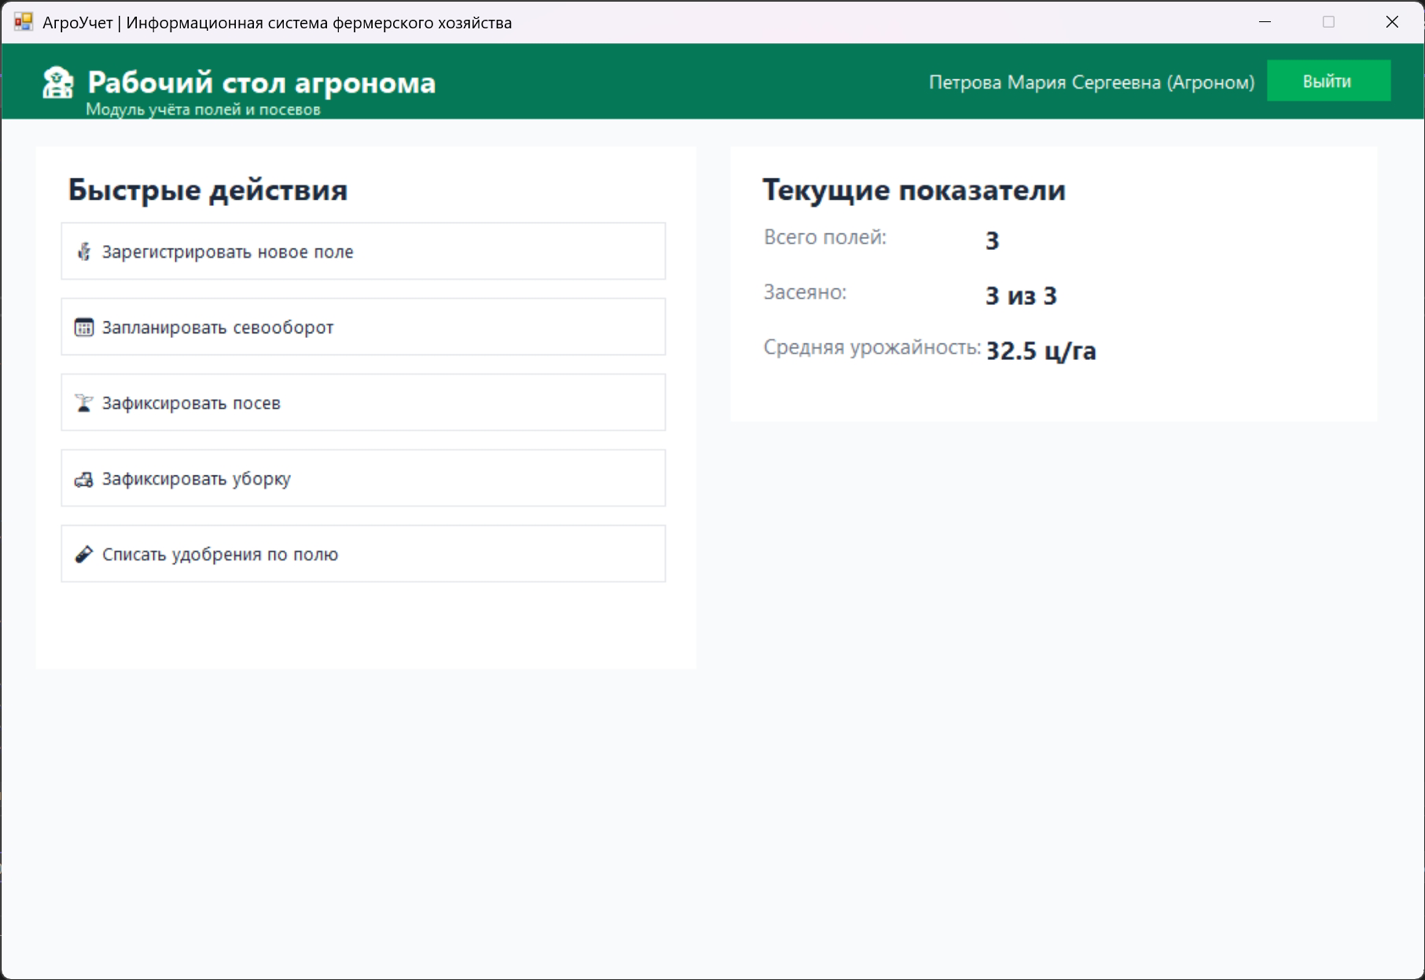 АгроУчет | Информационная система фермерского хозяйства
Рабочий стол агронома
Модуль учёта полей и посевов
Петрова Мария Сергеевна (Агроном)
Выйти
Быстрые действия
Зарегистрировать новое поле
Запланировать севооборот
Зафиксировать посев
Зафиксировать уборку
Списать удобрения по полю
Текущие показатели
Всего полей: 3
Засеяно: 3 из 3
Средняя урожайность: 32.5 ц/га